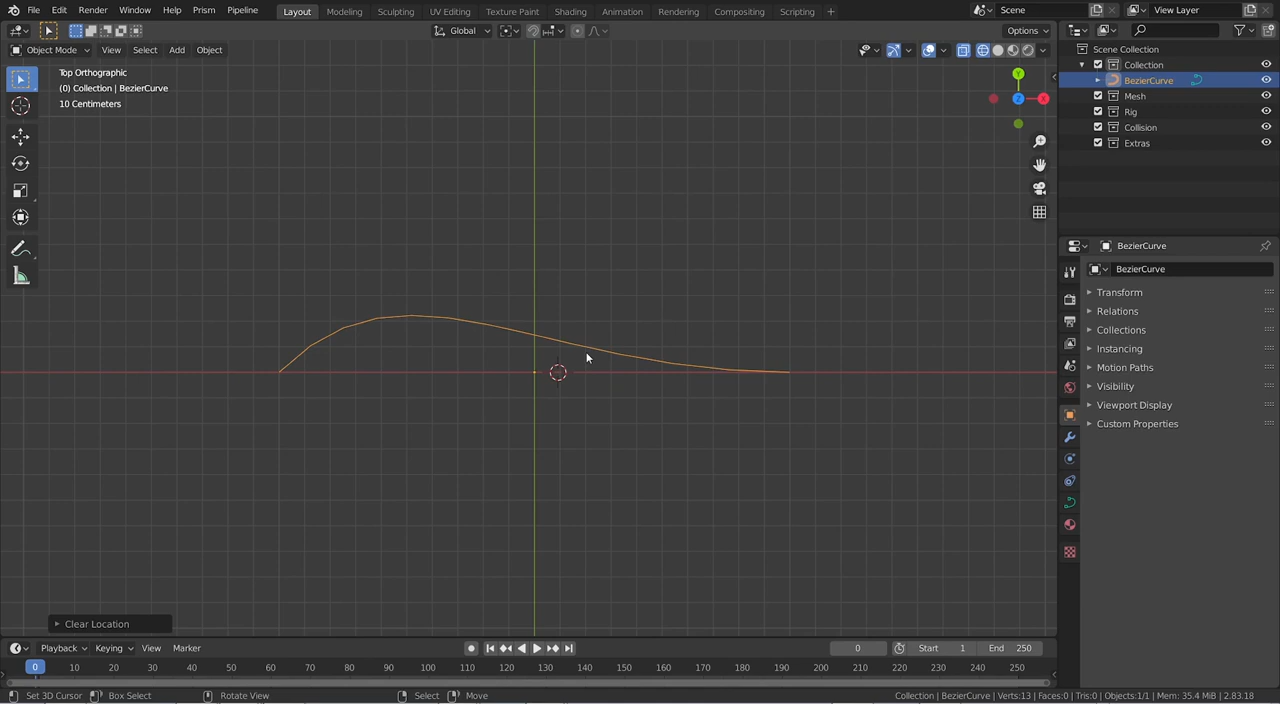 File Edit Render Window Help Prism Pipeline Layout Modeling Sculpting UV Editing Texture Paint Shading Animation Rendering Compositing Scripting + Scene View Layer
Global Options
Object Mode View Select Add Object
Top Orthographic
(0) Collection | BezierCurve
10 Centimeters
Y
Z
X
Clear Location
Scene Collection
Collection
BezierCurve
Mesh
Rig
Collision
Extras
BezierCurve
BezierCurve
Transform
Relations
Collections
Instancing
Motion Paths
Visibility
Viewport Display
Custom Properties
Playback Keying View Marker 0 Start 1 End 250
0 10 20 30 40 50 60 70 80 90 100 110 120 130 140 150 160 170 180 190 200 210 220 230 240 250
Set 3D Cursor Box Select Rotate View Select Move Collection | BezierCurve | Verts:13 | Faces:0 | Tris:0 | Objects:1/1 | Mem: 35.4 MiB | 2.83.18